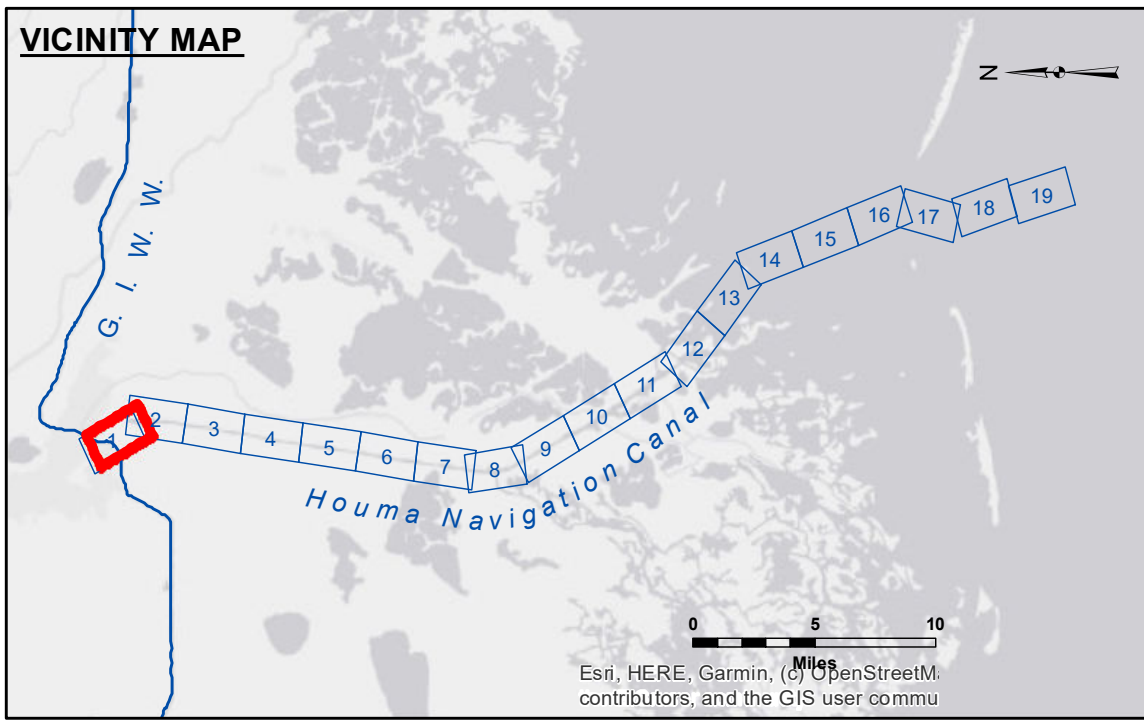 VICINITY MAP
N
G. I. W. W.
1
2
3
4
5
6
7
8
9
10
11
12
13
14
15
16
17
18
19
Houma Navigation Canal
0 5 10
Miles
Esri, HERE, Garmin, (c) OpenStreetM
contributors, and the GIS user commu